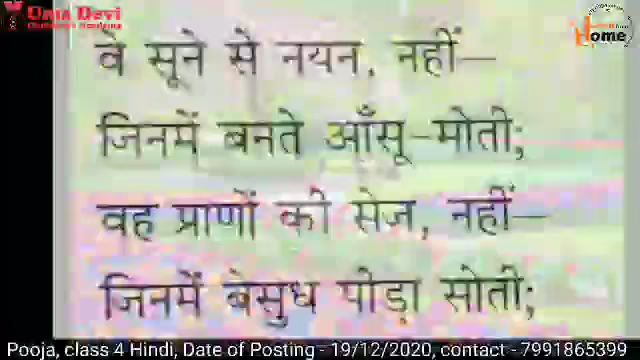 Uma Devi
Home
वे सूने से नयन, नहीं—
जिनमें बनते आँसू-मोती;
वह प्राणों की सेज, नहीं—
जिनमें बेसुध पीड़ा सोती;
Pooja, class 4 Hindi, Date of Posting - 19/12/2020, contact - 7991865399